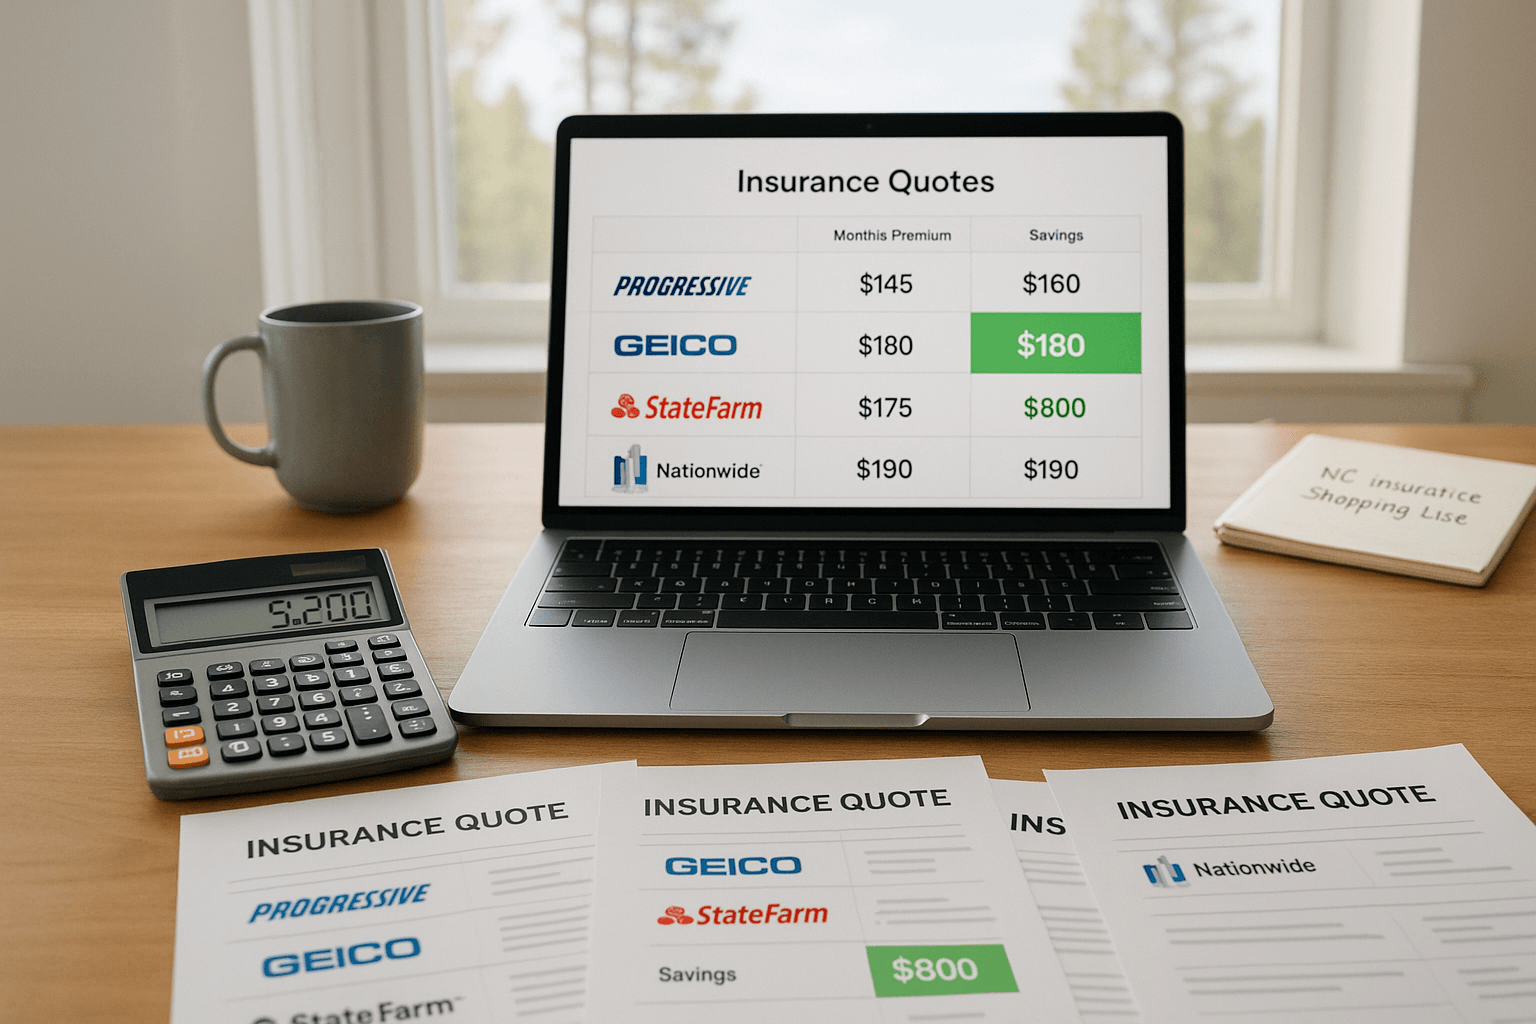 Insurance Quotes
Monthis Premium Savings
PROGRESSIVE $145 $160
GEICO $180 $180
StateFarm $175 $800
Nationwide $190 $190
NC insuratice
Shopping Lise
5.200
INSURANCE QUOTE
PROGRESSIVE
GEICO
StateFarm
INSURANCE QUOTE
GEICO
StateFarm
Savings $800
INS
INSURANCE QUOTE
Nationwide